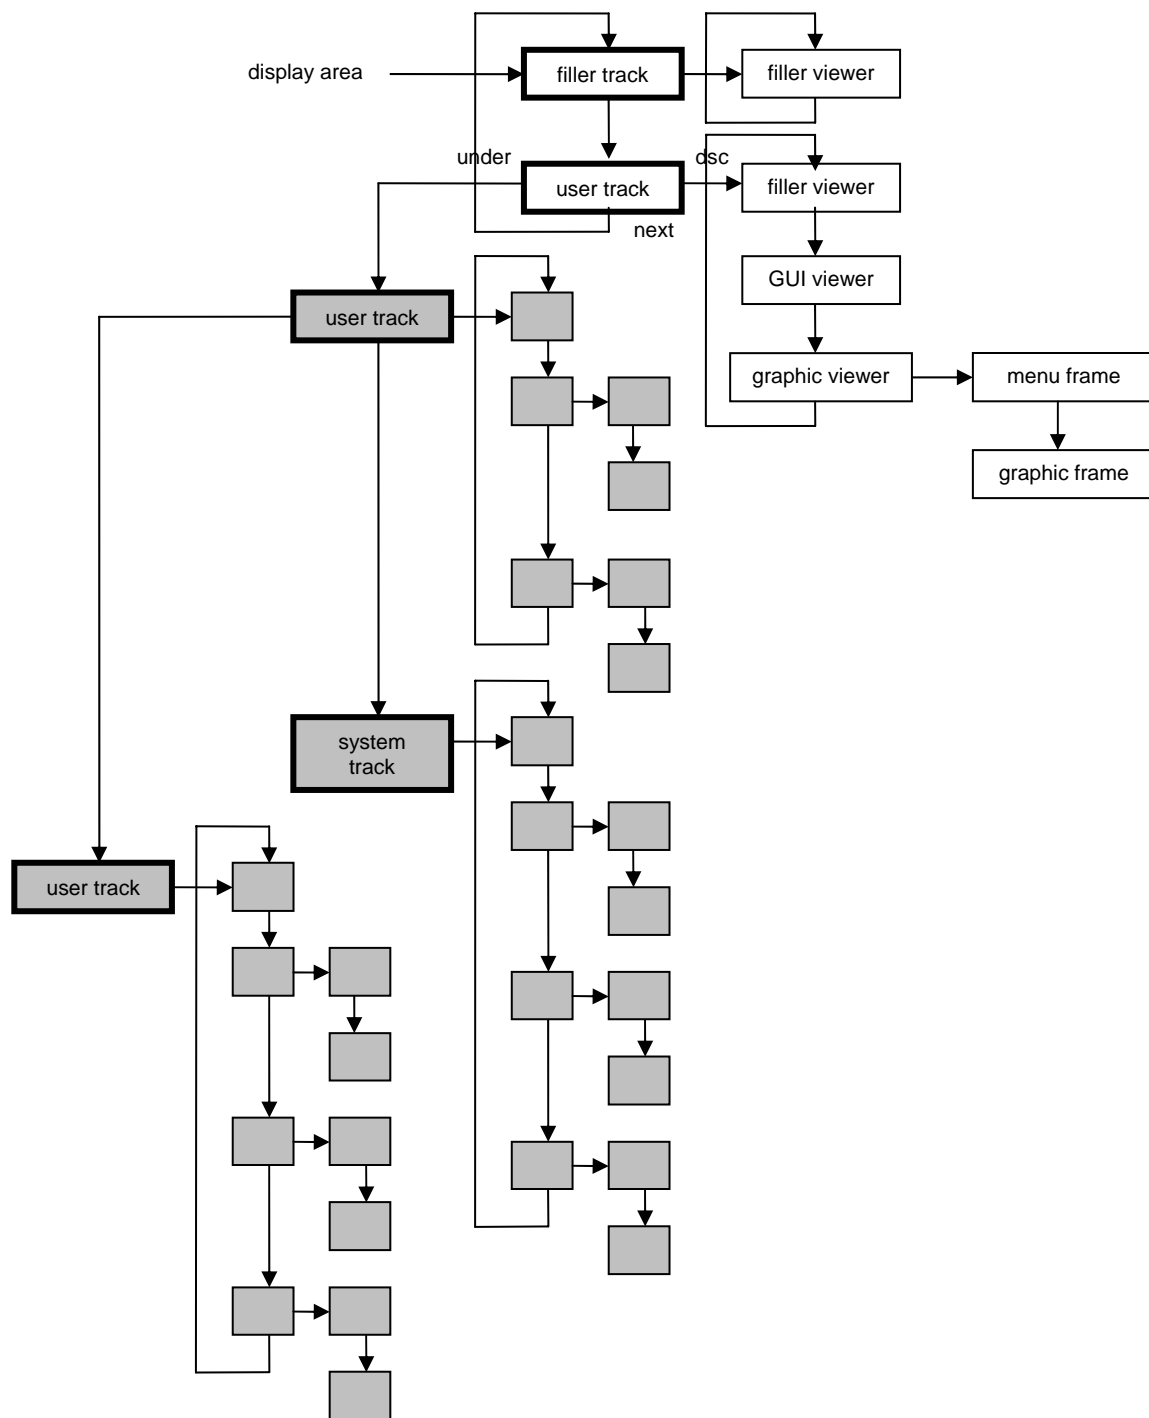 display area
filler track
filler viewer
under
dsc
user track
filler viewer
next
GUI viewer
user track
graphic viewer
menu frame
graphic frame
system
track
user track